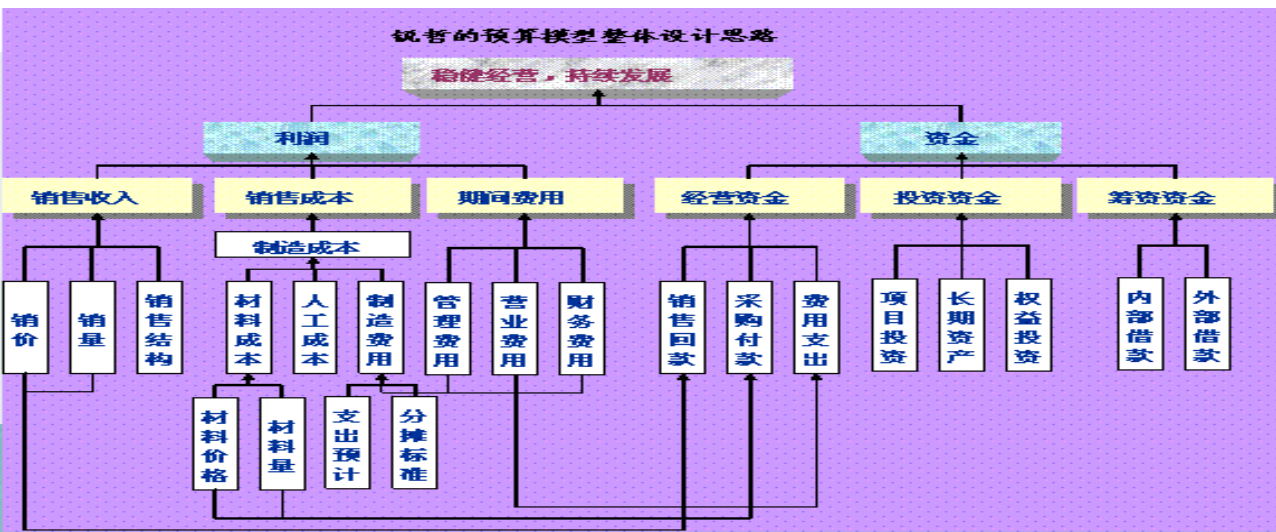 锐哲的预算模型整体设计思路
稳健经营，持续发展
利润
资金
销售收入
销售成本
期间费用
经营资金
投资资金
筹资资金
制造成本
销价
销量
销售结构
材料成本
人工成本
制造费用
管理费用
营业费用
财务费用
销售回款
采购付款
费用支出
项目投资
长期资产
权益投资
内部借款
外部借款
材料价格
材料量
支出预计
分摊标准